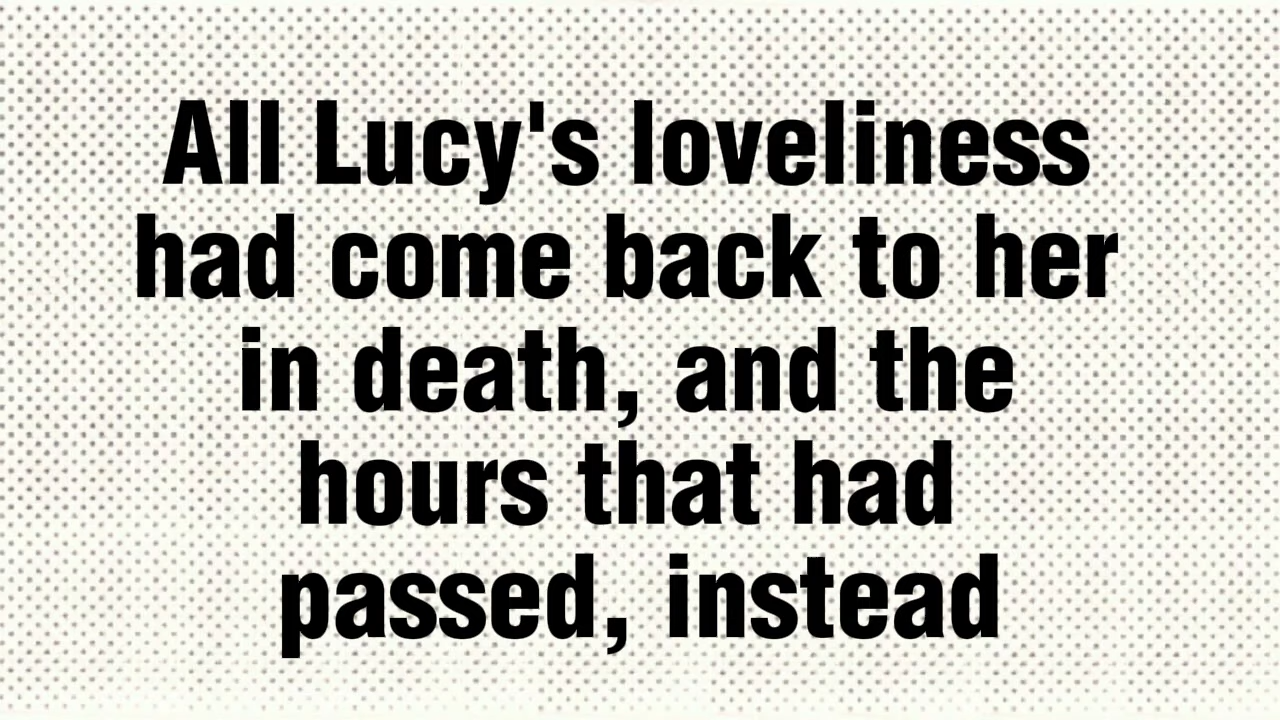 All Lucy's loveliness
had come back to her
in death, and the
hours that had
passed, instead